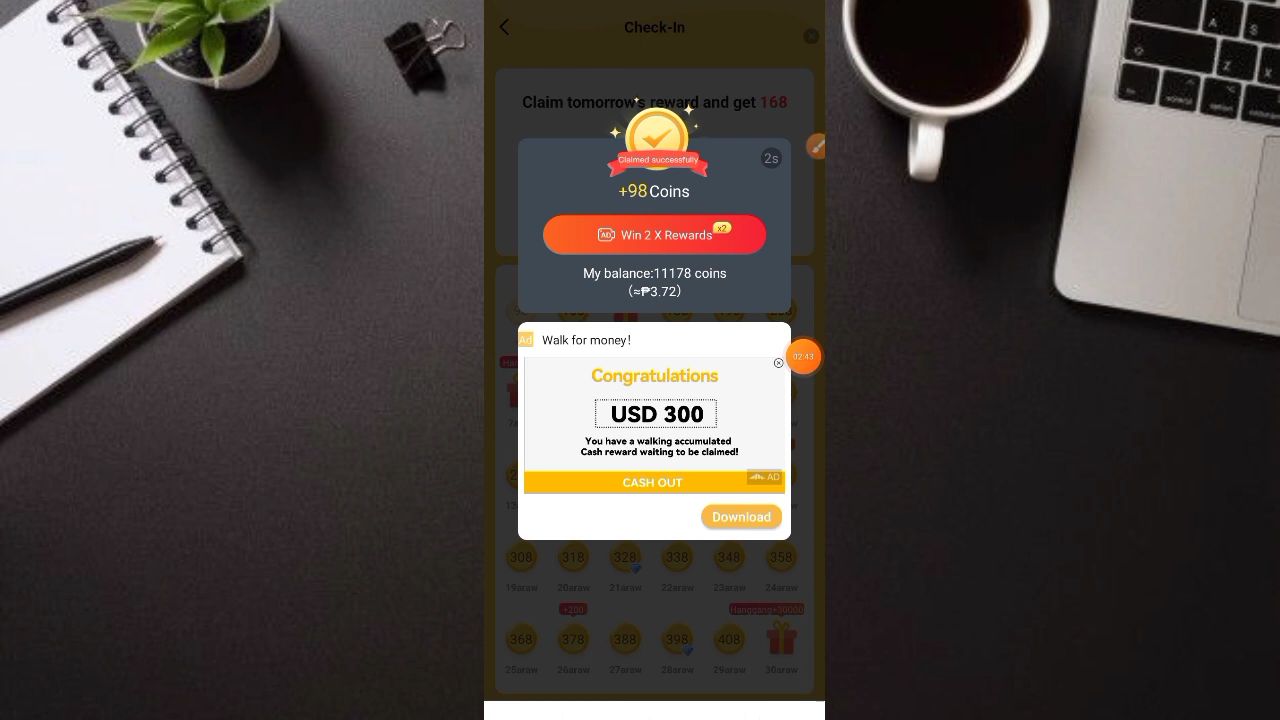 Check-In
Claim tomorrow's reward and get 168
Claimed successfully
2s
+98 Coins
AD Win 2 X Rewards x2
My balance:11178 coins
(≈₱3.72)
Ad Walk for money!
02:43
Congratulations
USD 300
You have a walking accumulated
Cash reward waiting to be claimed!
CASH OUT
AD
Download
308 318 328 338 348 358
19araw 20araw 21araw 22araw 23araw 24araw
+200 Hanggang+30000
368 378 388 398 408
25araw 26araw 27araw 28araw 29araw 30araw